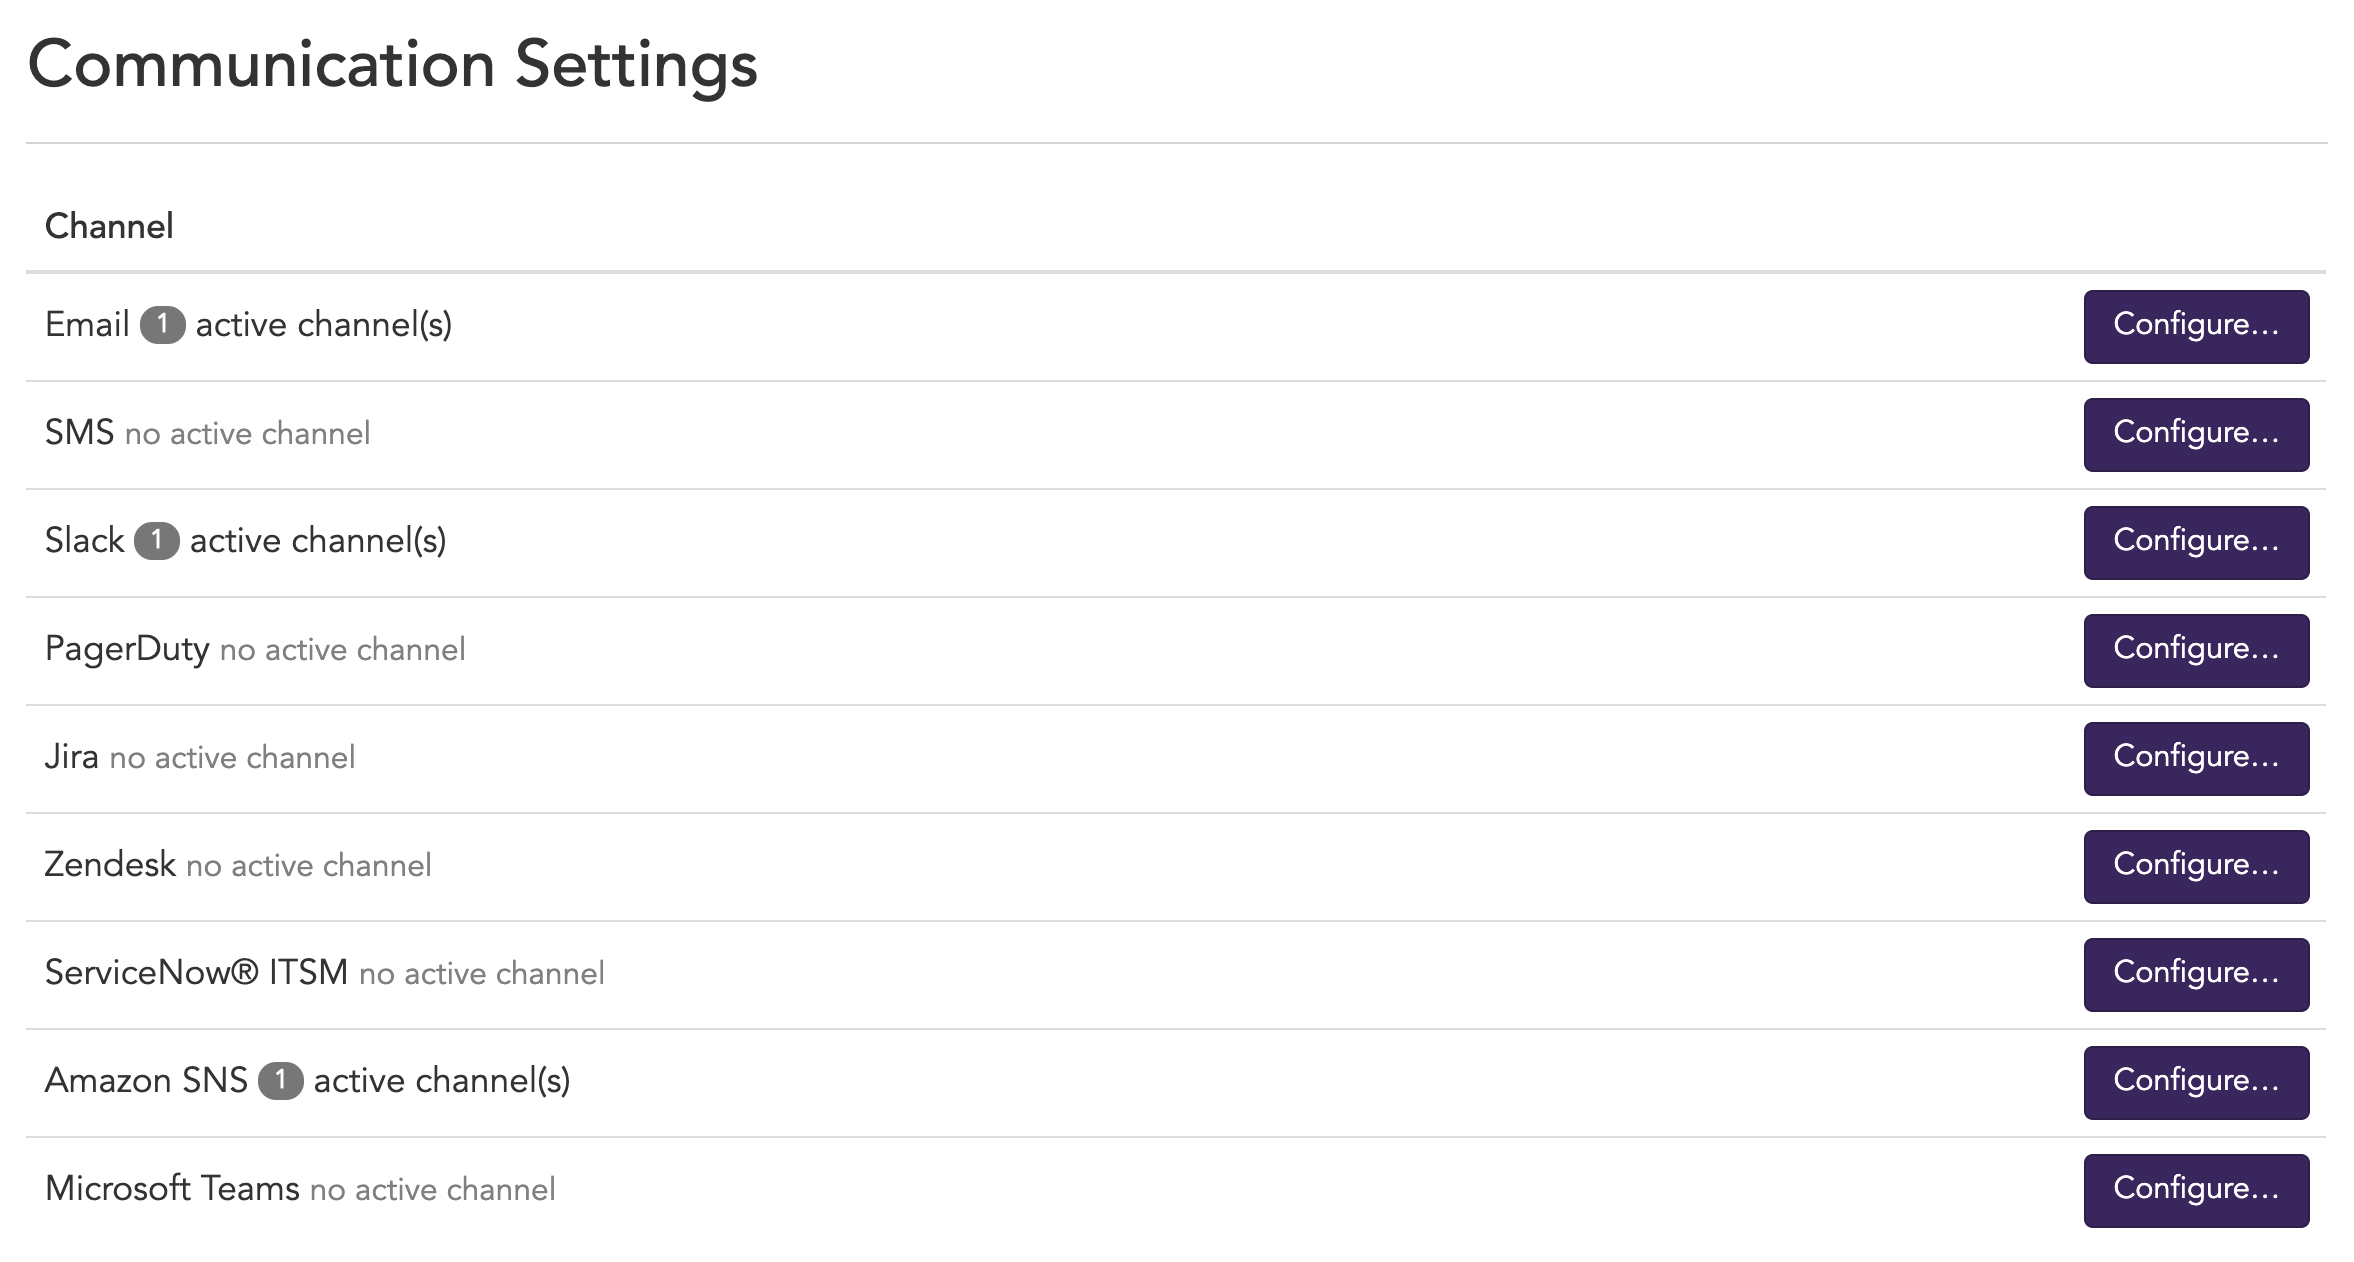 Communication Settings
Channel
Email 1 active channel(s) Configure...
SMS no active channel Configure...
Slack 1 active channel(s) Configure...
PagerDuty no active channel Configure...
Jira no active channel Configure...
Zendesk no active channel Configure...
ServiceNow® ITSM no active channel Configure...
Amazon SNS 1 active channel(s) Configure...
Microsoft Teams no active channel Configure...